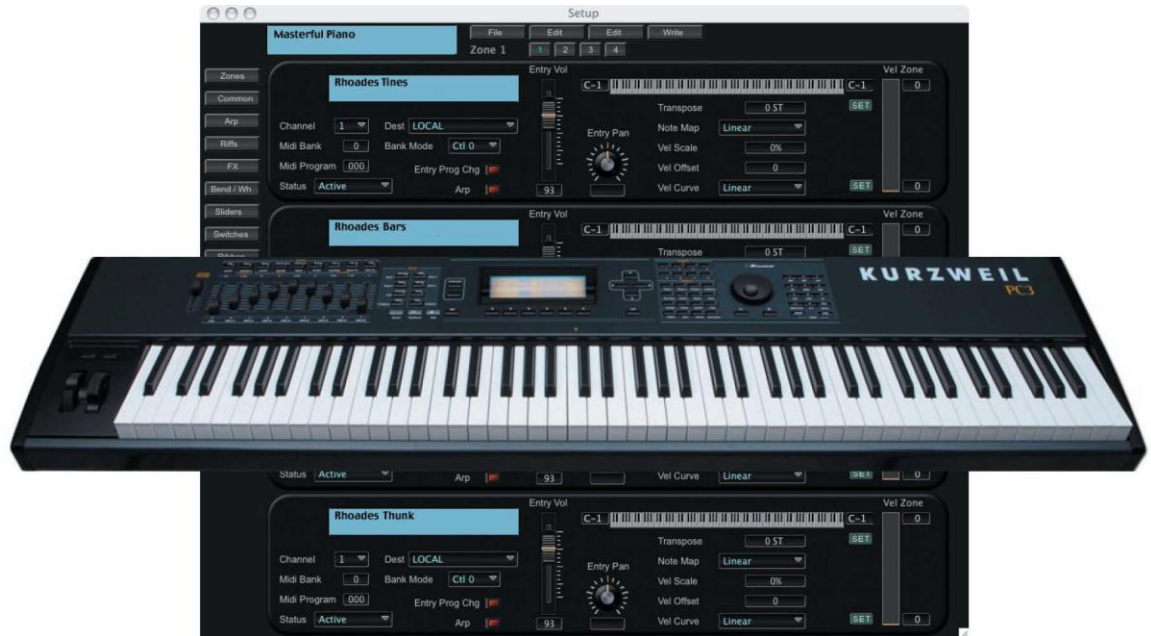 Setup
Masterful Piano
File Edit Edit Write
Zone 1 1 2 3 4
Zones
Common
Arp
Riffs
FX
Bend / Wh
Sliders
Switches
Rhoades Tines
Entry Vol
C-1 C-1
Vel Zone
0
Transpose 0 ST SET
Channel 1 Dest LOCAL
Note Map Linear
Entry Pan
Midi Bank 0 Bank Mode Ctl 0
Vel Scale 0%
Midi Program 000 Entry Prog Chg
Vel Offset 0
Status Active Arp
93
Vel Curve Linear SET 0
Rhoades Bars
Entry Vol
C-1 C-1
Vel Zone
0
Transpose 0 ST SET
KURZWEIL
PC3
Status Active Arp
93
Vel Curve Linear SET 0
Rhoades Thunk
Entry Vol
C-1 C-1
Vel Zone
0
Transpose 0 ST SET
Channel 1 Dest LOCAL
Note Map Linear
Entry Pan
Midi Bank 0 Bank Mode Ctl 0
Vel Scale 0%
Midi Program 000 Entry Prog Chg
Vel Offset 0
Status Active Arp
93
Vel Curve Linear SET 0